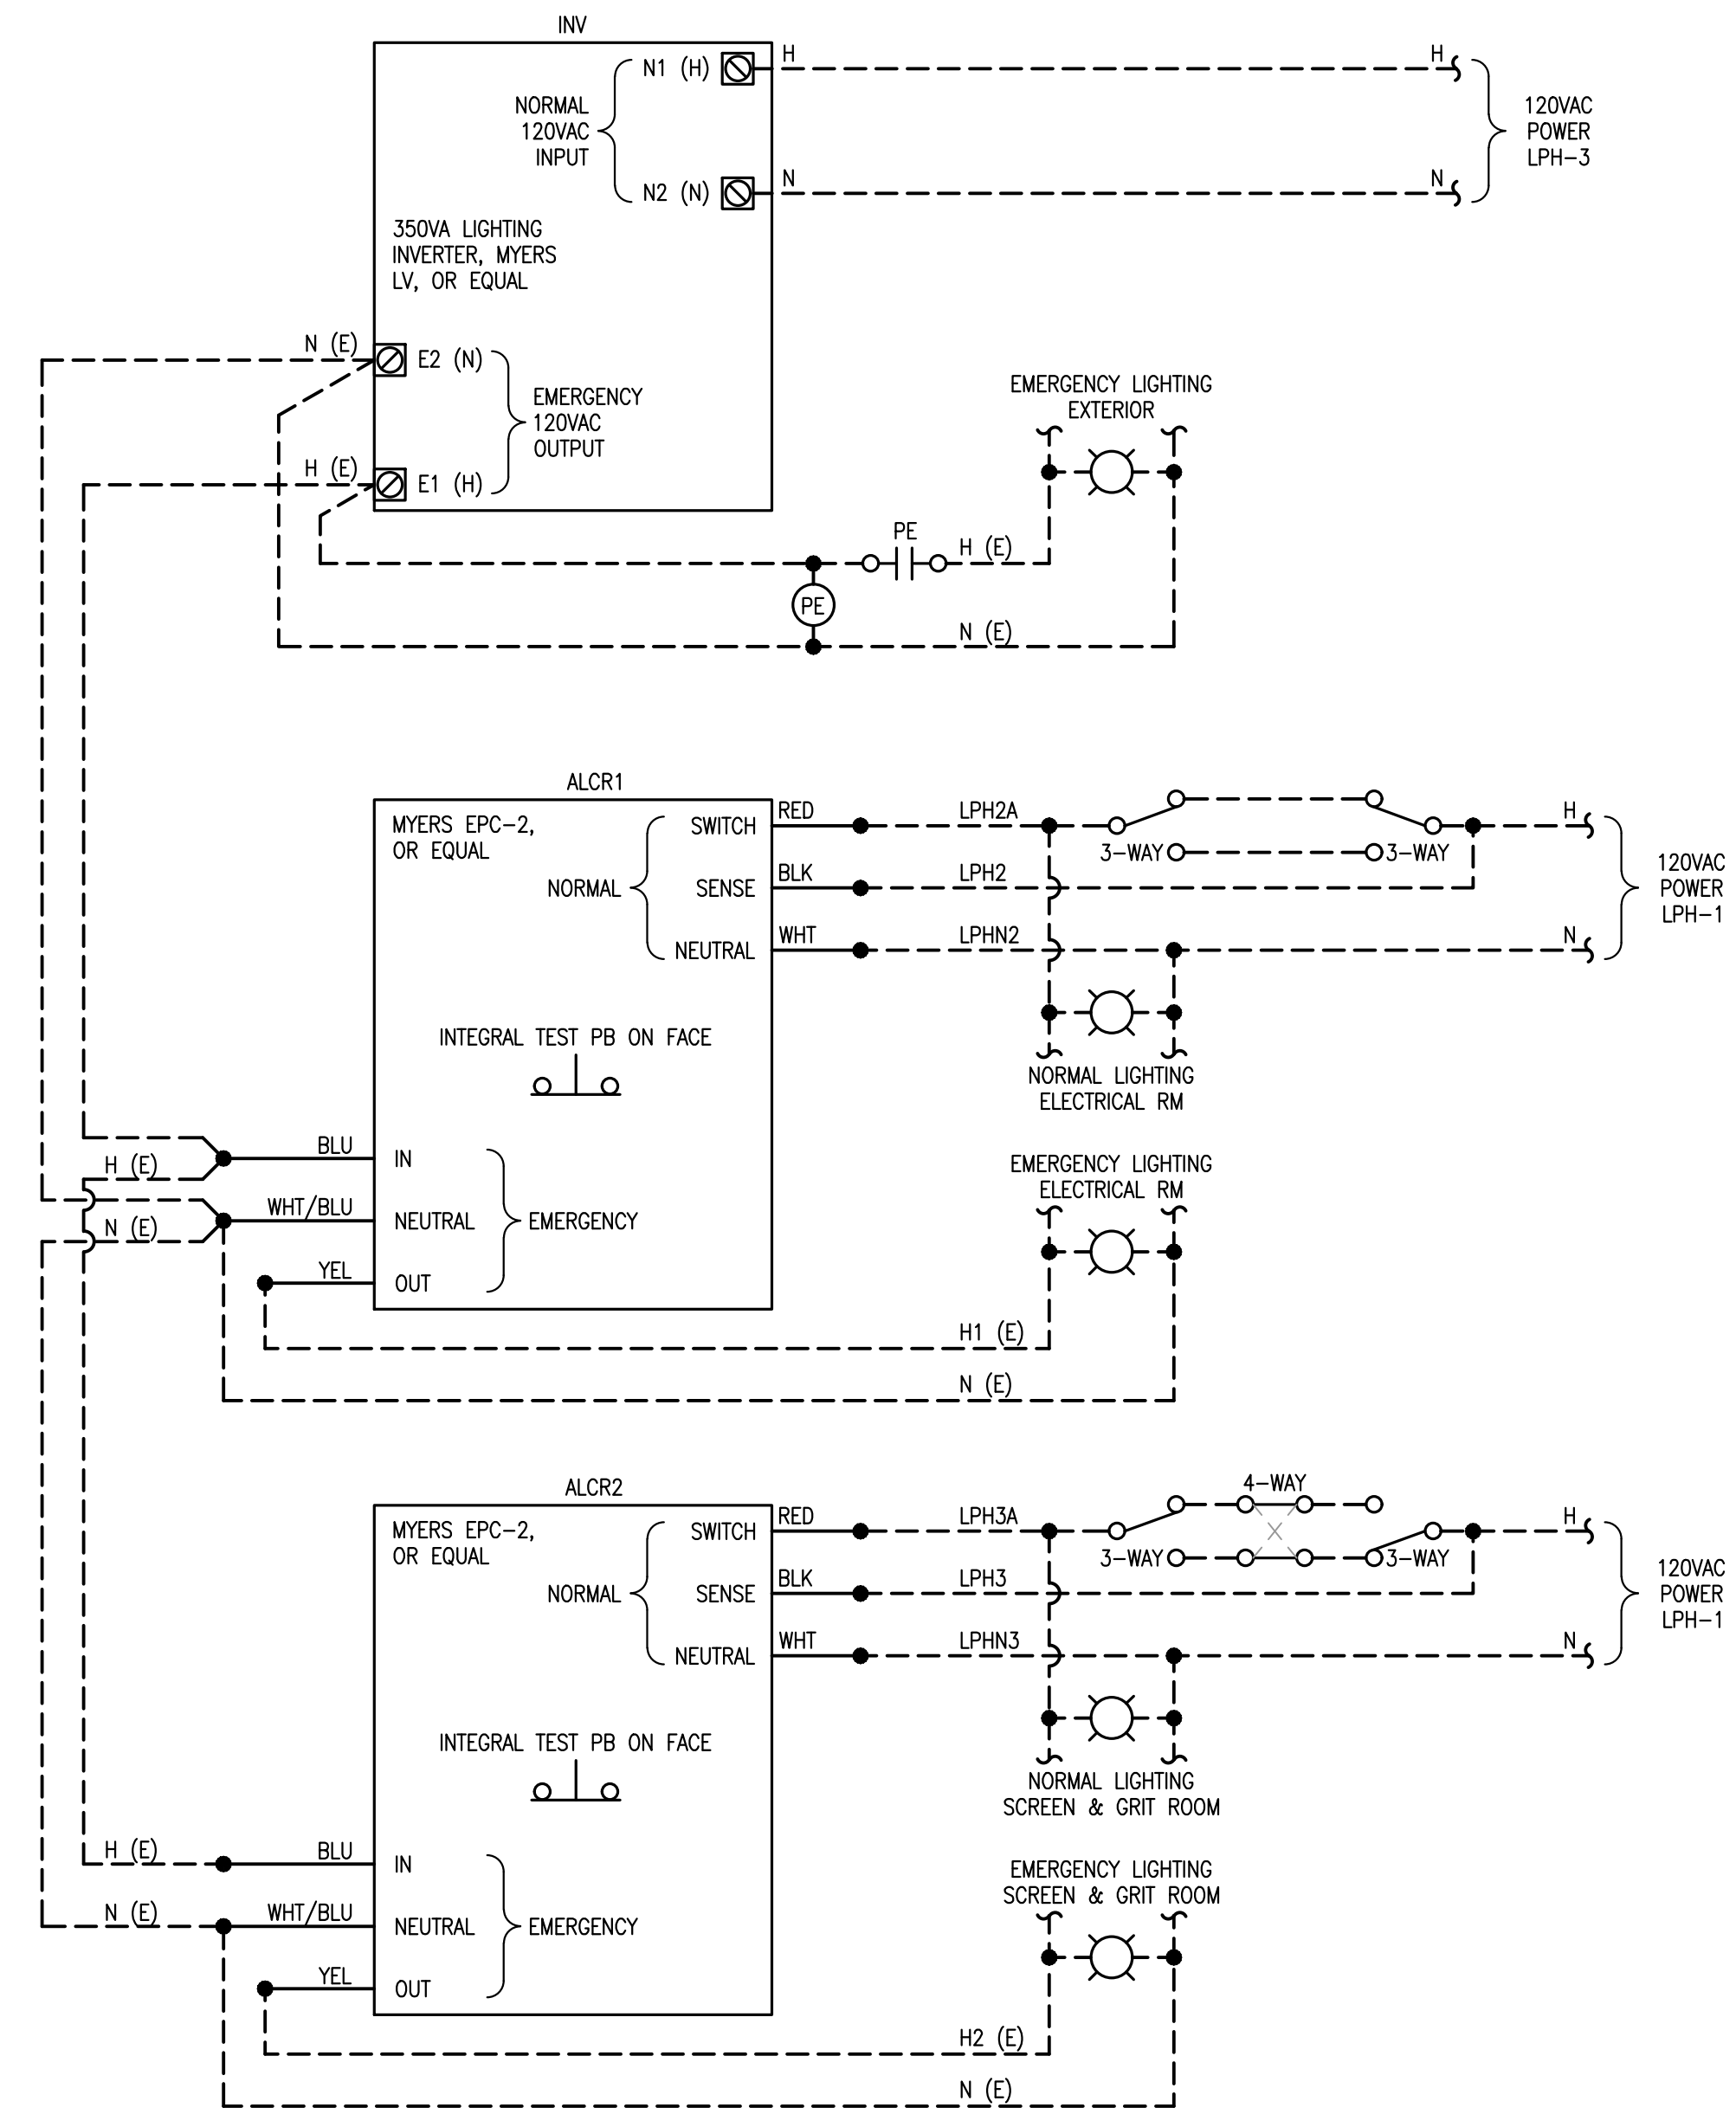 INV
N1 (H)
H
H
NORMAL
120VAC
INPUT
120VAC
POWER
LPH-3
N2 (N)
N
N
350VA LIGHTING
INVERTER, MYERS
LV, OR EQUAL
N (E)
E2 (N)
EMERGENCY
120VAC
OUTPUT
H (E)
E1 (H)
EMERGENCY LIGHTING
EXTERIOR
PE
H (E)
PE
N (E)
ALCR1
MYERS EPC-2,
OR EQUAL
NORMAL
SWITCH
SENSE
NEUTRAL
RED
BLK
WHT
LPH2A
LPH2
LPHN2
3-WAY
3-WAY
H
N
120VAC
POWER
LPH-1
INTEGRAL TEST PB ON FACE
NORMAL LIGHTING
ELECTRICAL RM
H (E)
N (E)
BLU
WHT/BLU
YEL
IN
NEUTRAL
OUT
EMERGENCY
EMERGENCY LIGHTING
ELECTRICAL RM
H1 (E)
N (E)
ALCR2
MYERS EPC-2,
OR EQUAL
NORMAL
SWITCH
SENSE
NEUTRAL
RED
BLK
WHT
LPH3A
LPH3
LPHN3
4-WAY
3-WAY
3-WAY
H
N
120VAC
POWER
LPH-1
INTEGRAL TEST PB ON FACE
NORMAL LIGHTING
SCREEN & GRIT ROOM
H (E)
N (E)
BLU
WHT/BLU
YEL
IN
NEUTRAL
OUT
EMERGENCY
EMERGENCY LIGHTING
SCREEN & GRIT ROOM
H2 (E)
N (E)